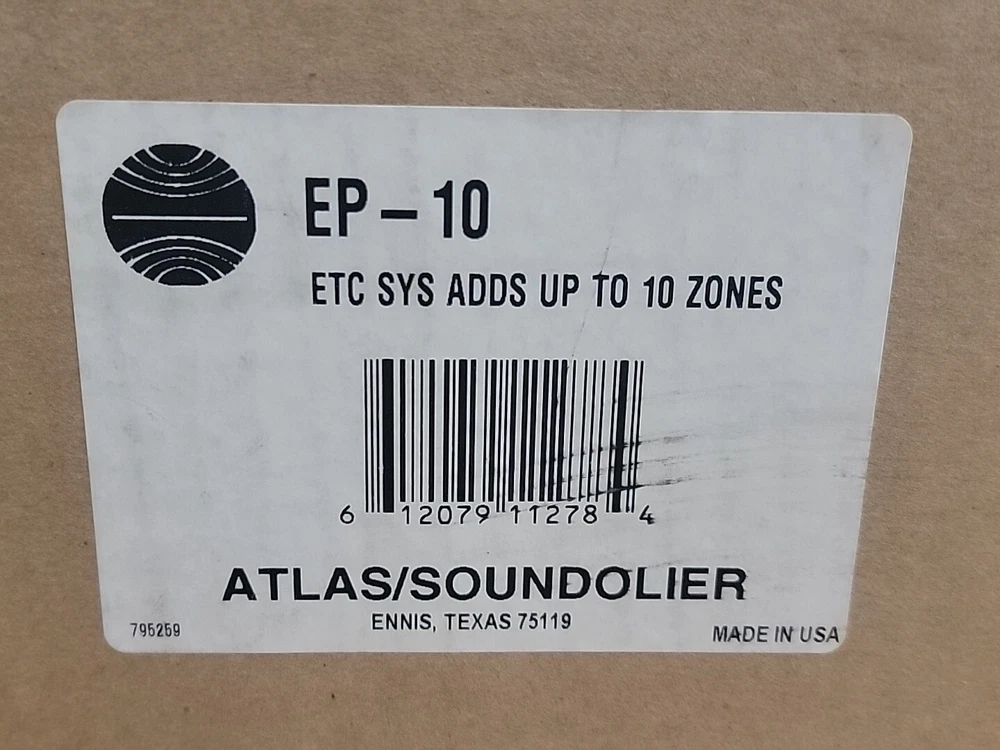 EP – 10
ETC SYS ADDS UP TO 10 ZONES
6 12079 11278 4
ATLAS/SOUNDOLIER
ENNIS, TEXAS 75119
795259
MADE IN USA